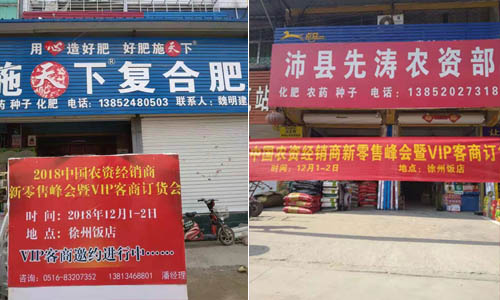 用心造好肥 好肥施天下
施天下复合肥
农药 种子 化肥 电话：13852480503 联系人：魏明建
2018中国农资经销商
新零售峰会暨VIP客商订货会
时 间：2018年12月1-2日
地 点：徐州饭店
VIP客商邀约进行中……
咨询：0516-83207352 13813468801 潘经理
沛县先涛农资部
化肥 农药 种子 电话：13852027318
中国农资经销商新零售峰会暨VIP客商订货会
时间：12月1-2日 地点：徐州饭店
站